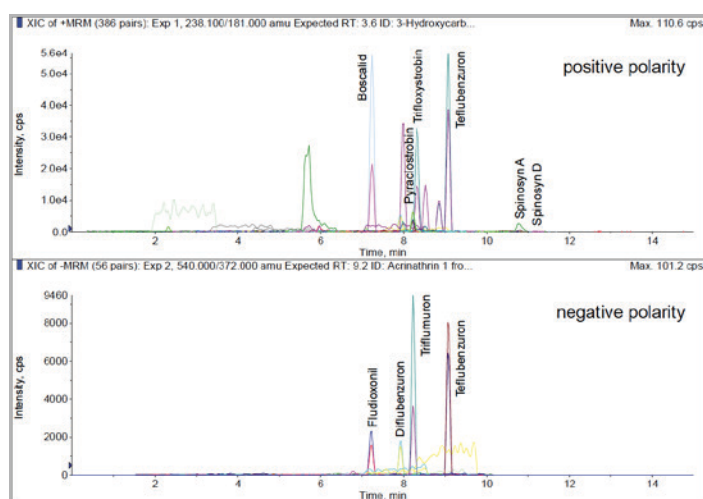 XIC of +MRM (386 pairs): Exp 1, 238.100/181.000 amu Expected RT: 3.6 ID: 3-Hydroxycarb... Max. 110.6 cps
positive polarity
Intensity, cps
5.6e4
5.0e4
4.0e4
3.0e4
2.0e4
1.0e4
0.0
Boscalid
Pyraclostrobin
Trifloxystrobin
Teflubenzuron
Spinosyn A
Spinosyn D
2 4 6 8 10 12 14
Time, min
XIC of -MRM (56 pairs): Exp 2, 540.000/372.000 amu Expected RT: 9.2 ID: Acrinathrin 1 fro... Max. 101.2 cps
negative polarity
Intensity, cps
9460
8000
6000
4000
2000
0
Fludioxonil
Diflubenzuron
Triflumuron
Teflubenzuron
2 4 6 8 10 12 14
Time, min